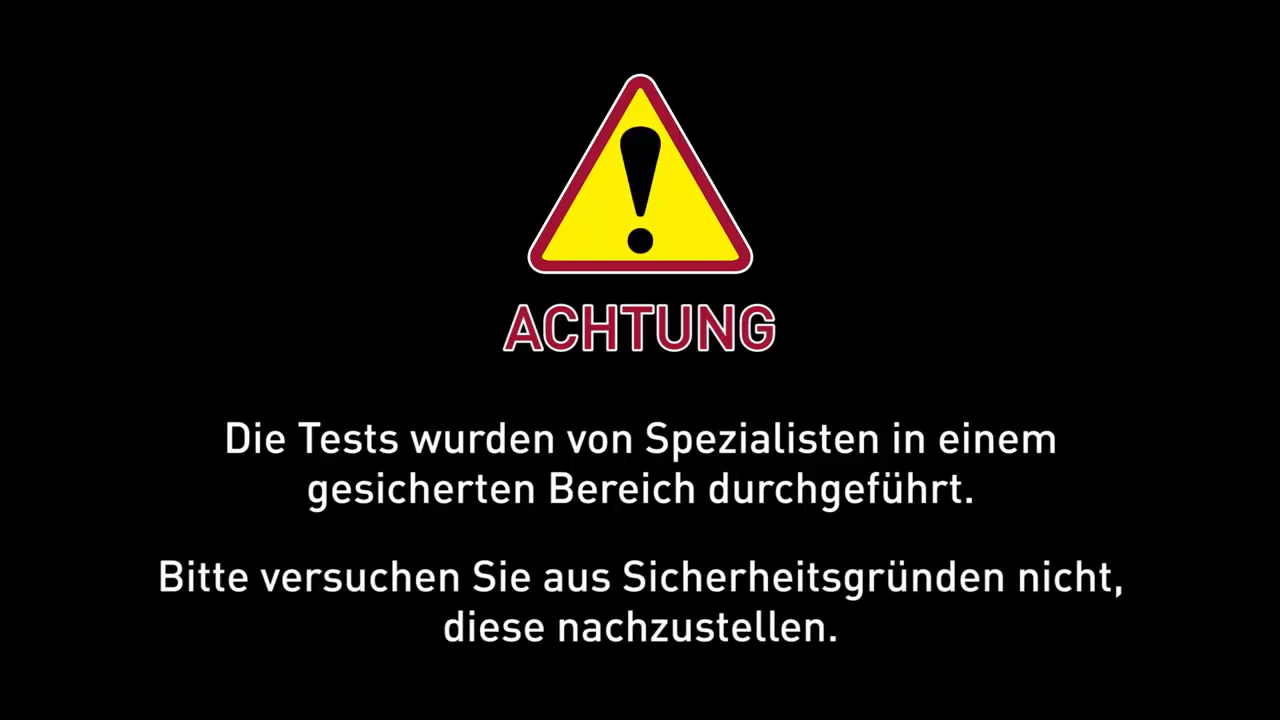 ACHTUNG
Die Tests wurden von Spezialisten in einem
gesicherten Bereich durchgeführt.
Bitte versuchen Sie aus Sicherheitsgründen nicht,
diese nachzustellen.